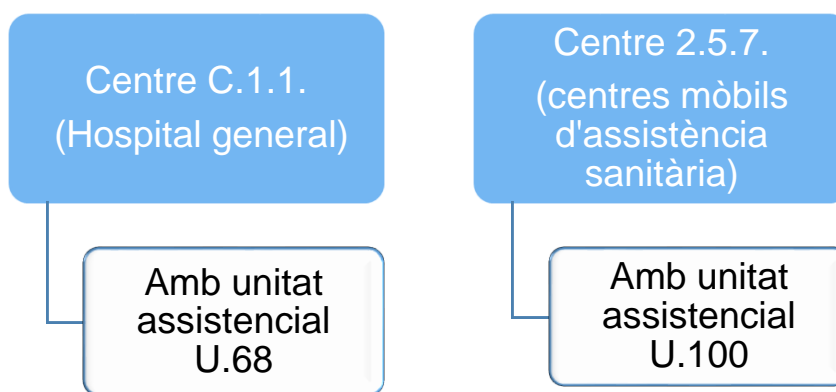 Centre C.1.1.
(Hospital general)
Amb unitat
assistencial
U.68
Centre 2.5.7.
(centres mòbils
d'assistència
sanitària)
Amb unitat
assistencial
U.100